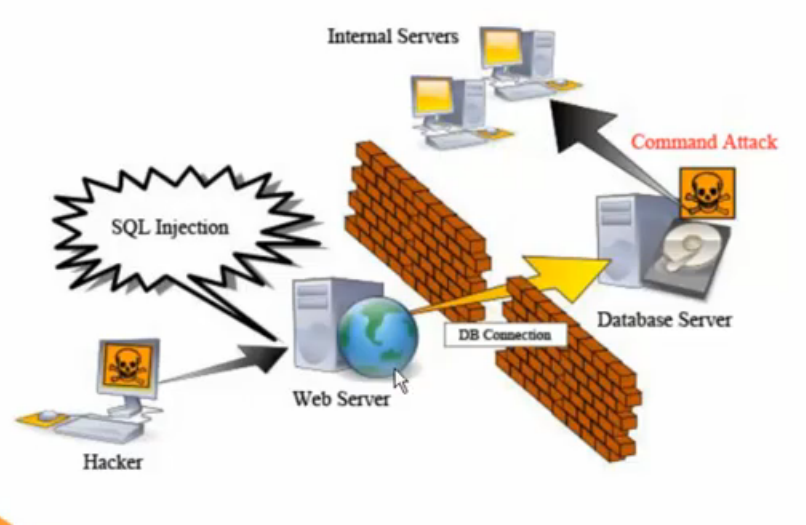 Internal Servers
Command Attack
SQL Injection
DB Connection
Database Server
Web Server
Hacker